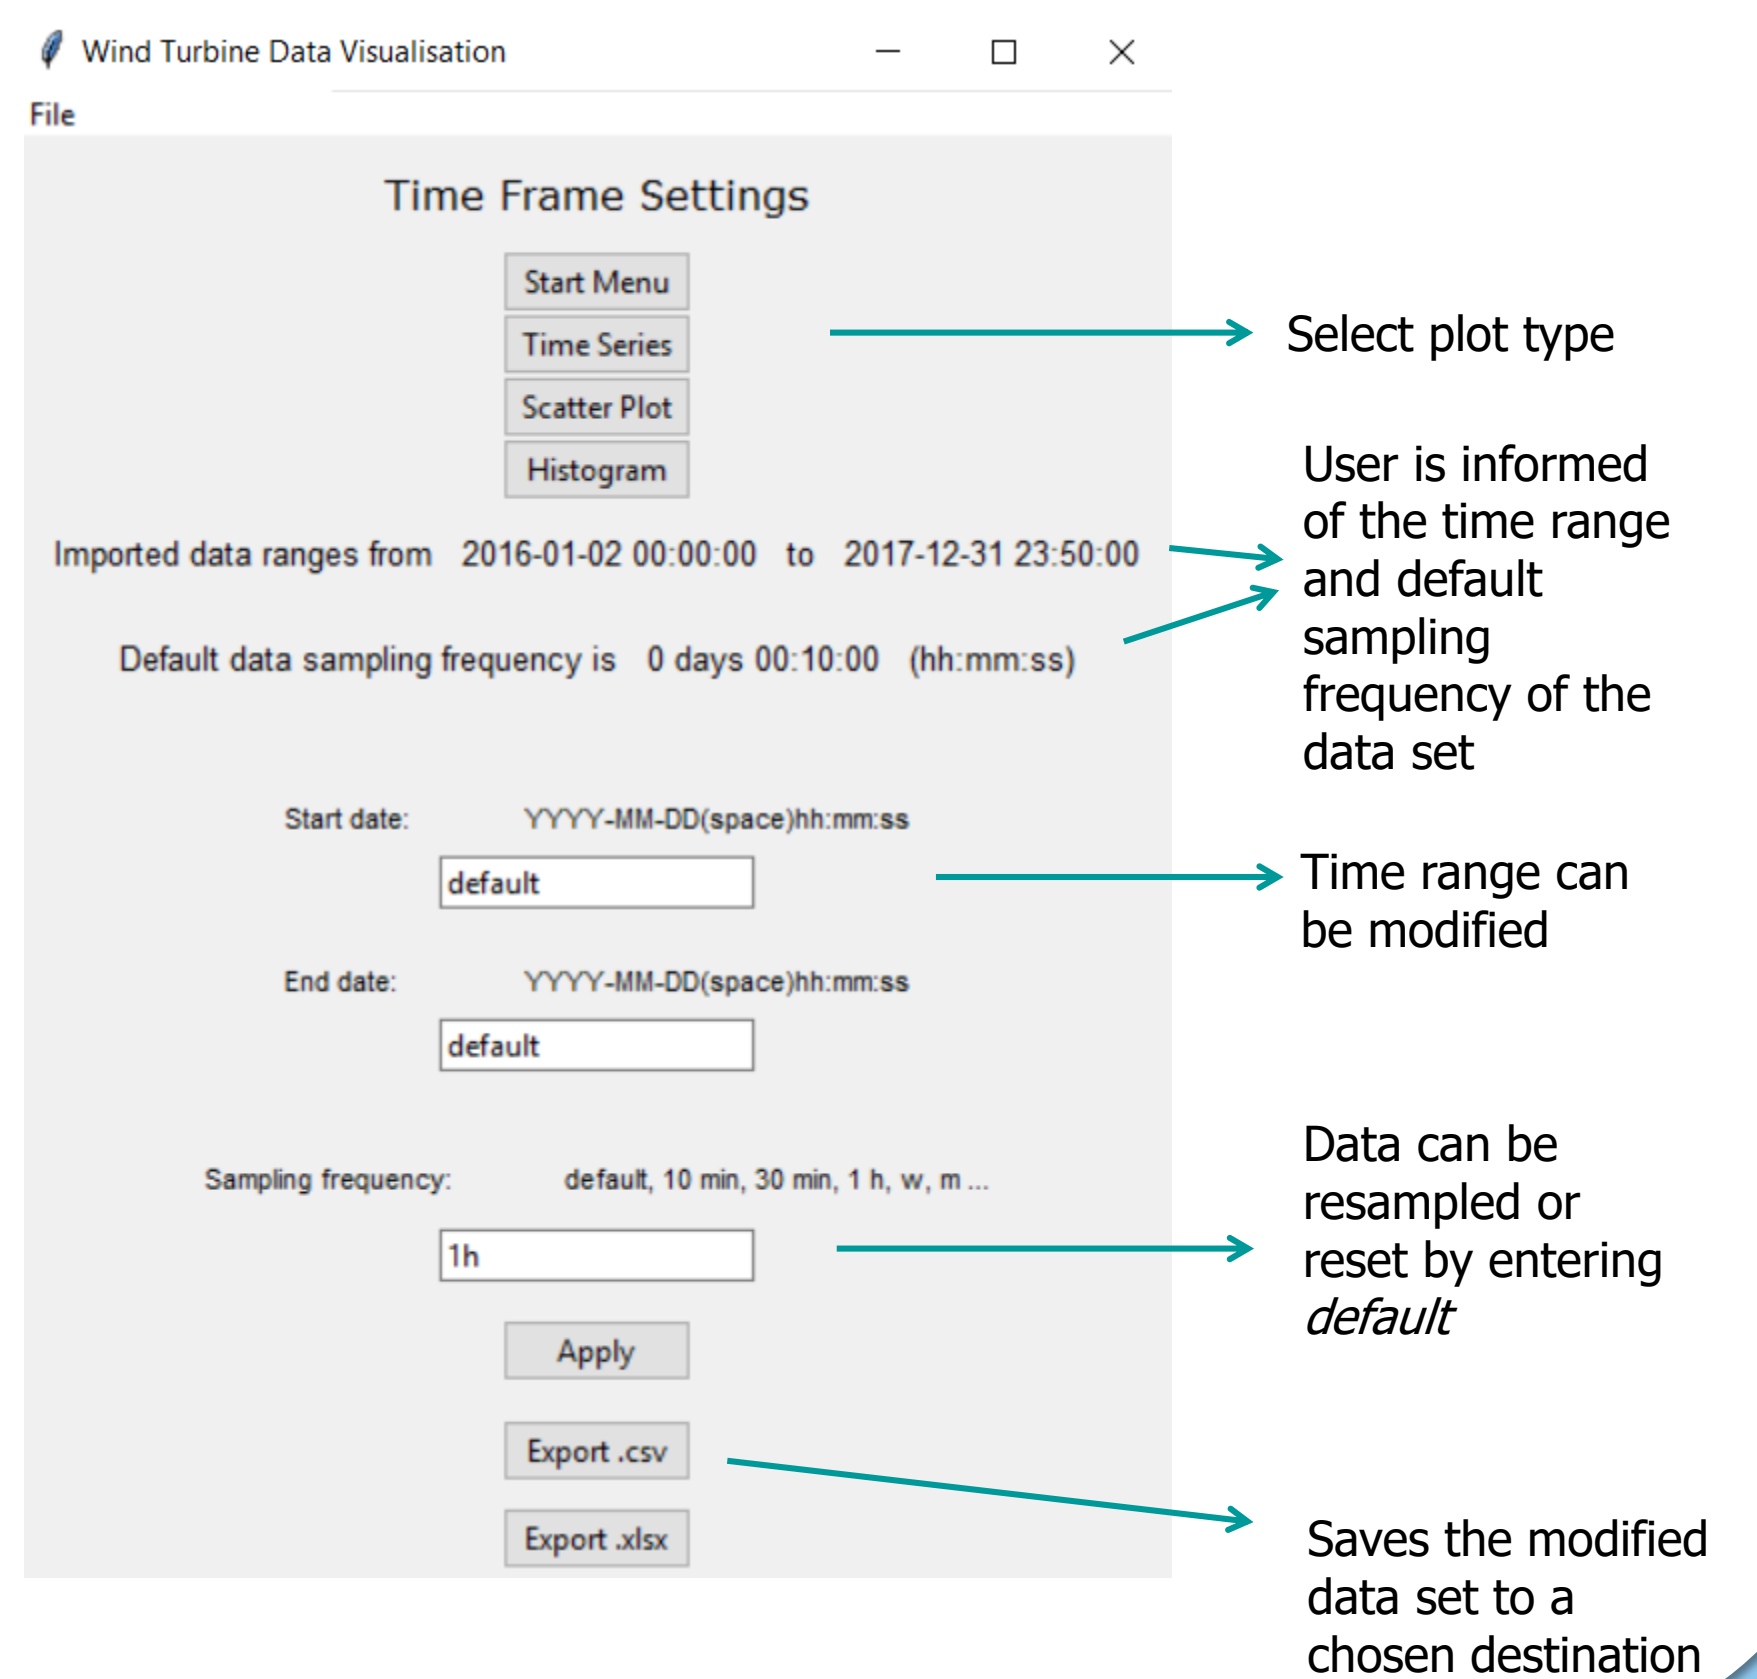 Wind Turbine Data Visualisation
File
Time Frame Settings
Start Menu
Time Series
Scatter Plot
Histogram
Select plot type
Imported data ranges from 2016-01-02 00:00:00 to 2017-12-31 23:50:00
Default data sampling frequency is 0 days 00:10:00 (hh:mm:ss)
User is informed
of the time range
and default
sampling
frequency of the
data set
Start date: YYYY-MM-DD(space)hh:mm:ss
default
Time range can
be modified
End date: YYYY-MM-DD(space)hh:mm:ss
default
Sampling frequency: default, 10 min, 30 min, 1 h, w, m ...
1h
Data can be
resampled or
reset by entering
default
Apply
Export .csv
Export .xlsx
Saves the modified
data set to a
chosen destination